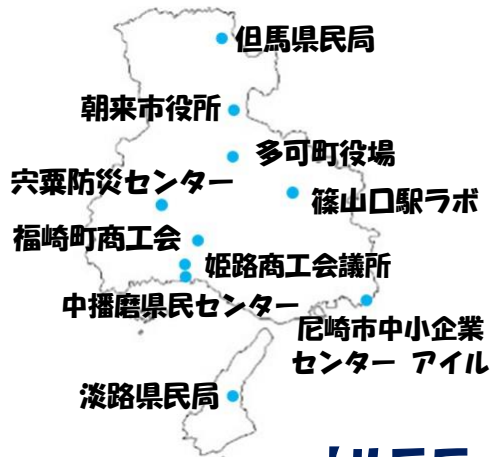 但馬県民局
朝来市役所
多可町役場
宍粟防災センター
篠山口駅ラボ
福崎町商工会
姫路商工会議所
中播磨県民センター
尼崎市中小企業
センター アイル
淡路県民局